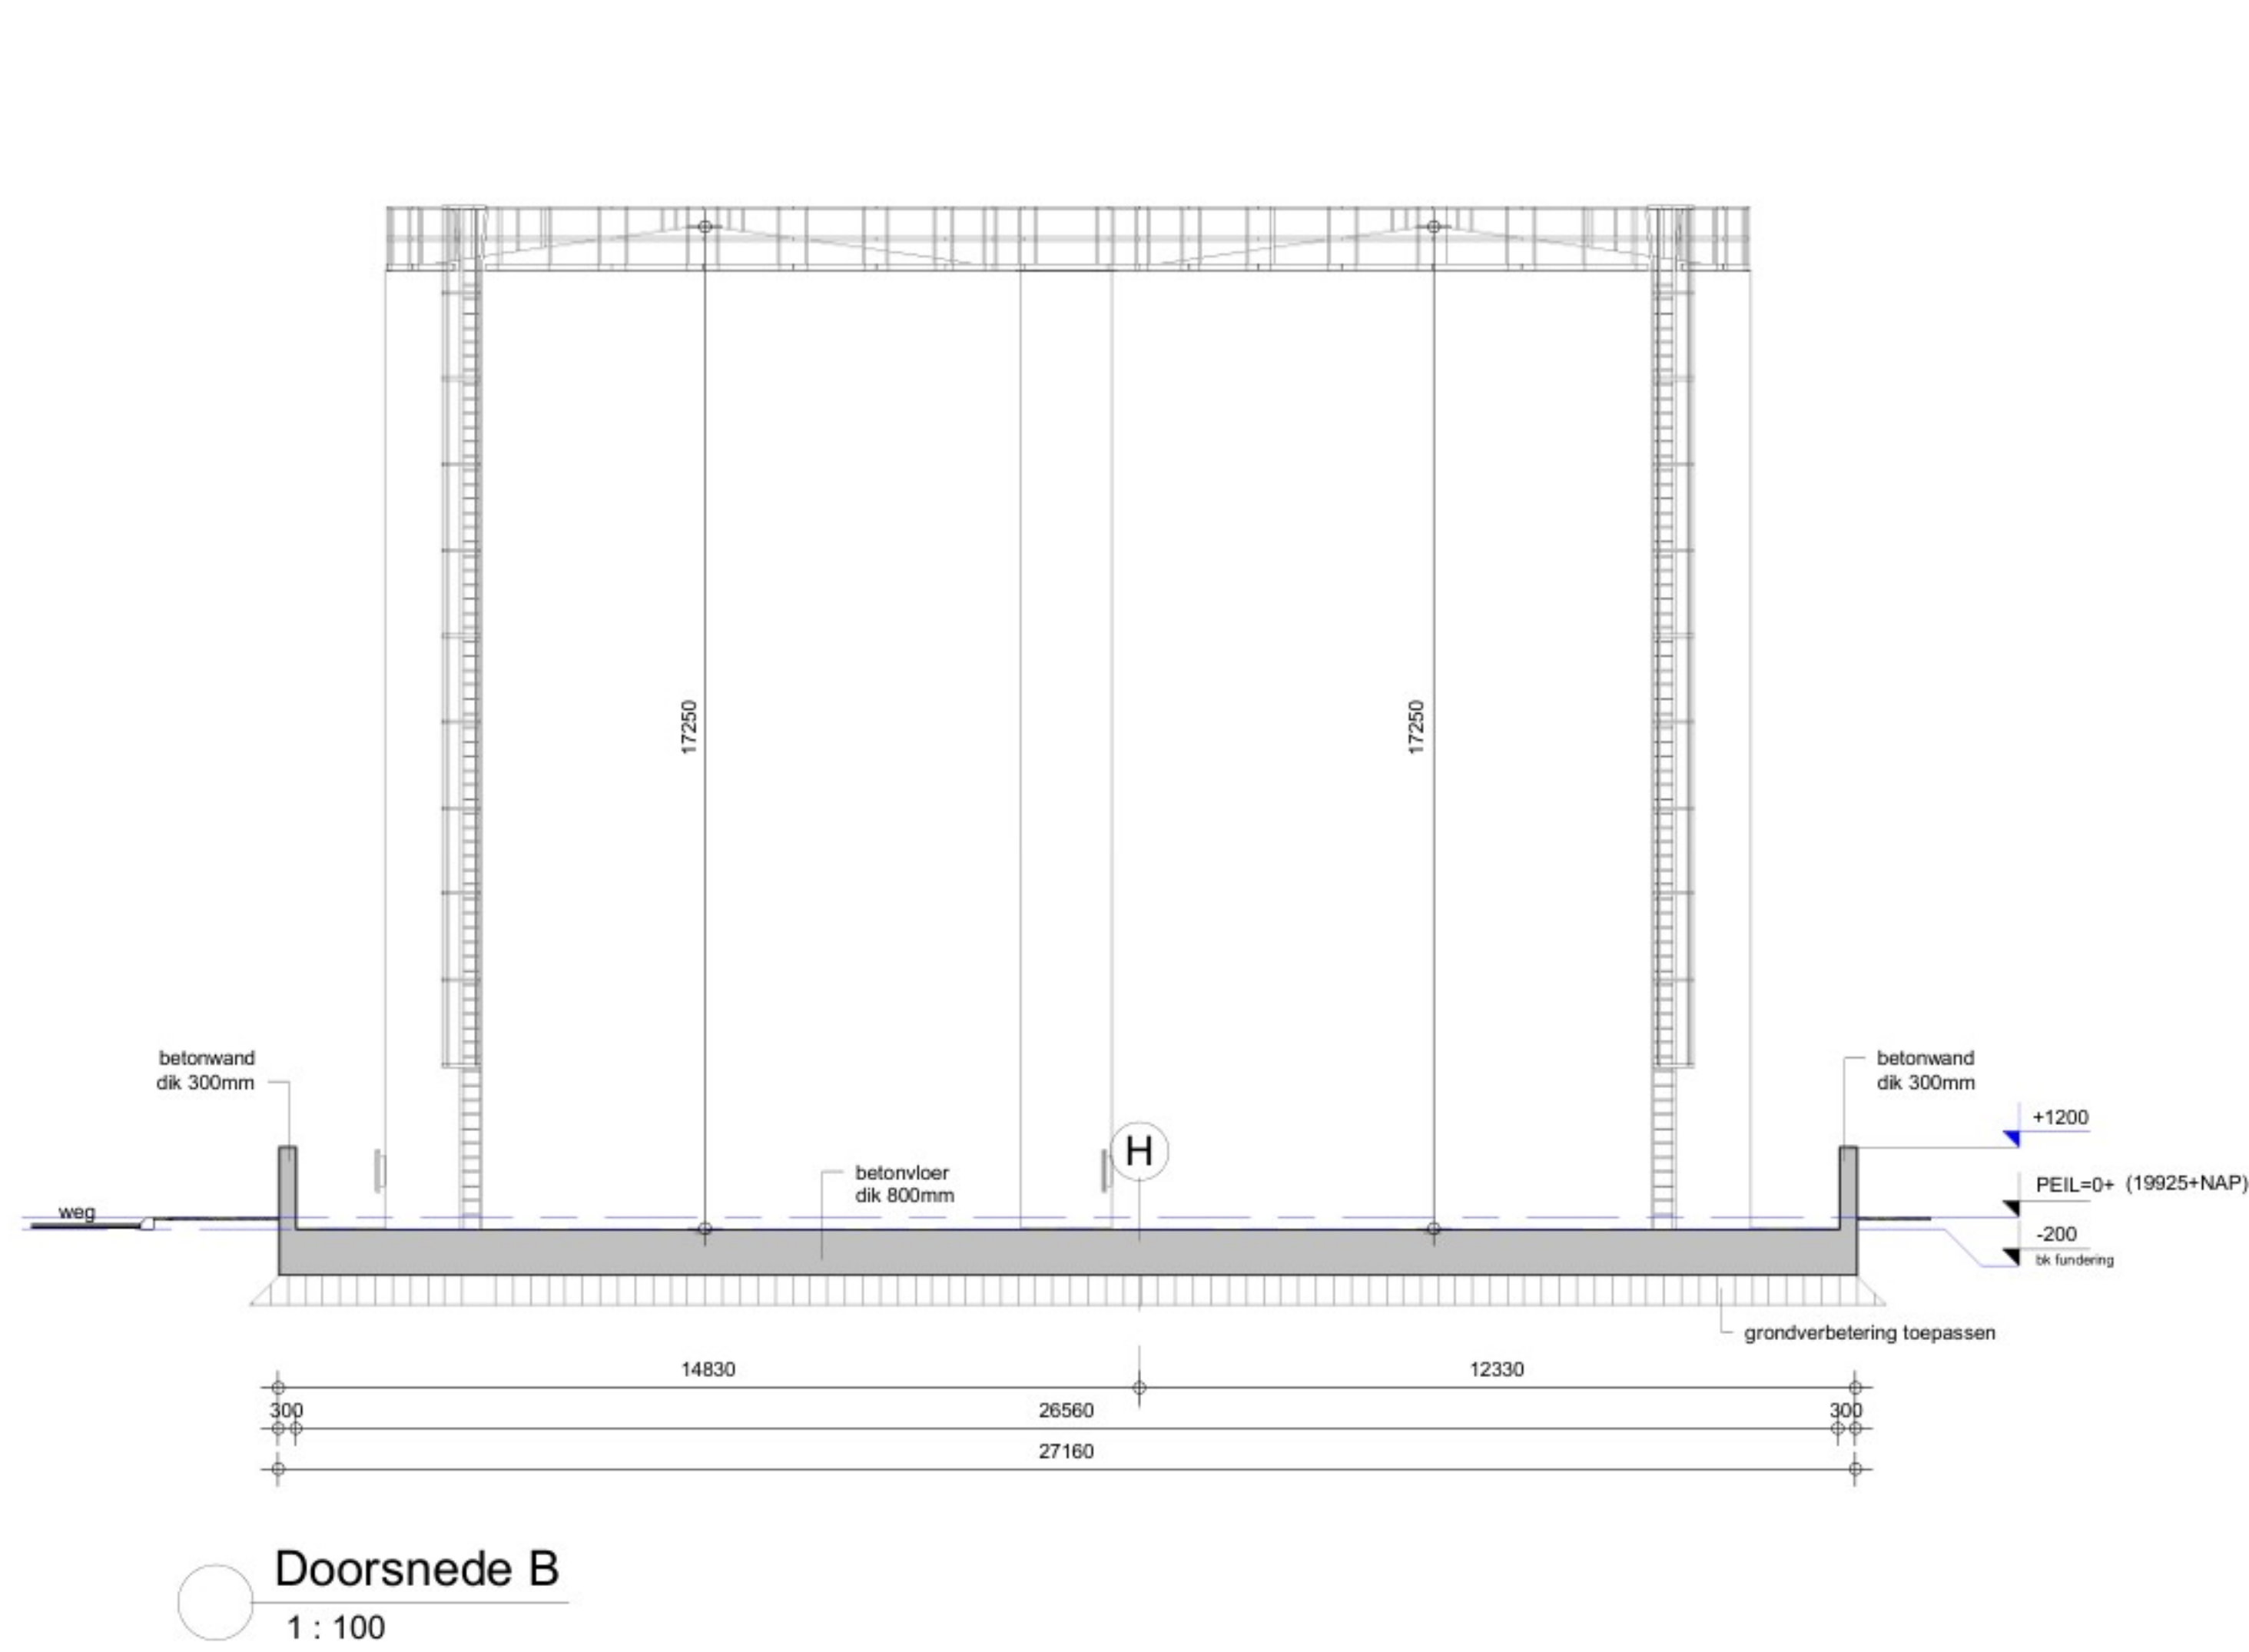 17250
17250
betonwand
dik 300mm
betonwand
dik 300mm
+1200
H
betonvloer
dik 800mm
PEIL=0+ (19925+NAP)
weg
-200
bk fundering
grondverbetering toepassen
14830
12330
300
26560
300
27160
Doorsnede B
1 : 100